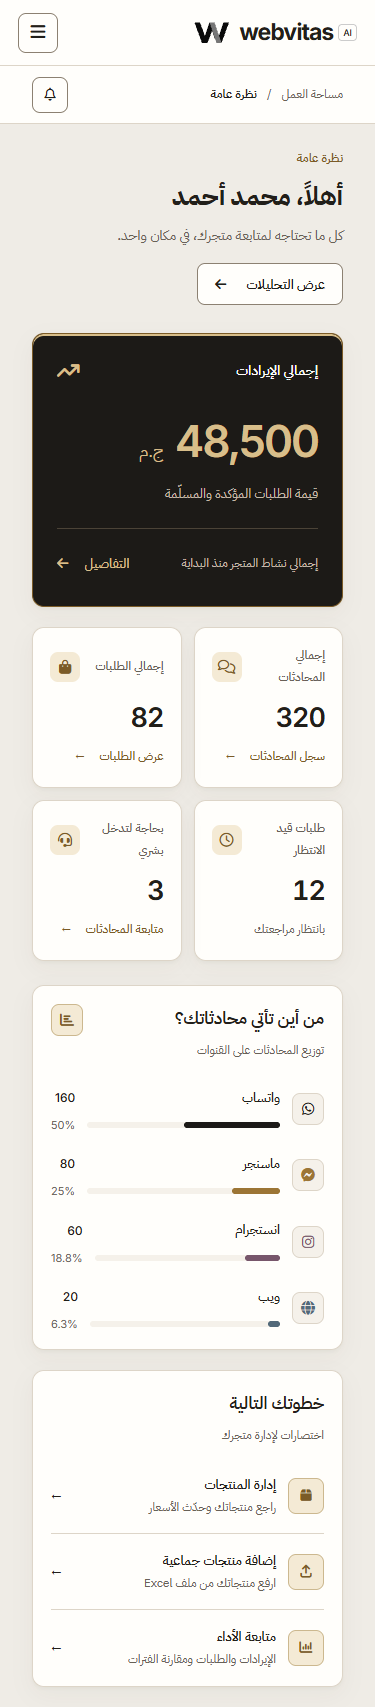 webvitas AI
مساحة العمل / نظرة عامة
نظرة عامة
أهلاً، محمد أحمد
كل ما تحتاجه لمتابعة متجرك، في مكان واحد.
عرض التحليلات ←
إجمالي الإيرادات
48,500 ج.م
قيمة الطلبات المؤكدة والمسلّمة
إجمالي نشاط المتجر منذ البداية
التفاصيل ←
إجمالي المحادثات
320
سجل المحادثات ←
إجمالي الطلبات
82
عرض الطلبات ←
طلبات قيد الانتظار
12
بانتظار مراجعتك
بحاجة لتدخل بشري
3
متابعة المحادثات ←
من أين تأتي محادثاتك؟
توزيع المحادثات على القنوات
واتساب 160
50%
ماسنجر 80
25%
انستجرام 60
18.8%
ويب 20
6.3%
خطوتك التالية
اختصارات لإدارة متجرك
إدارة المنتجات ←
راجع منتجاتك وحدّث الأسعار
إضافة منتجات جماعية ←
ارفع منتجاتك من ملف Excel
متابعة الأداء ←
الإيرادات والطلبات ومقارنة الفترات